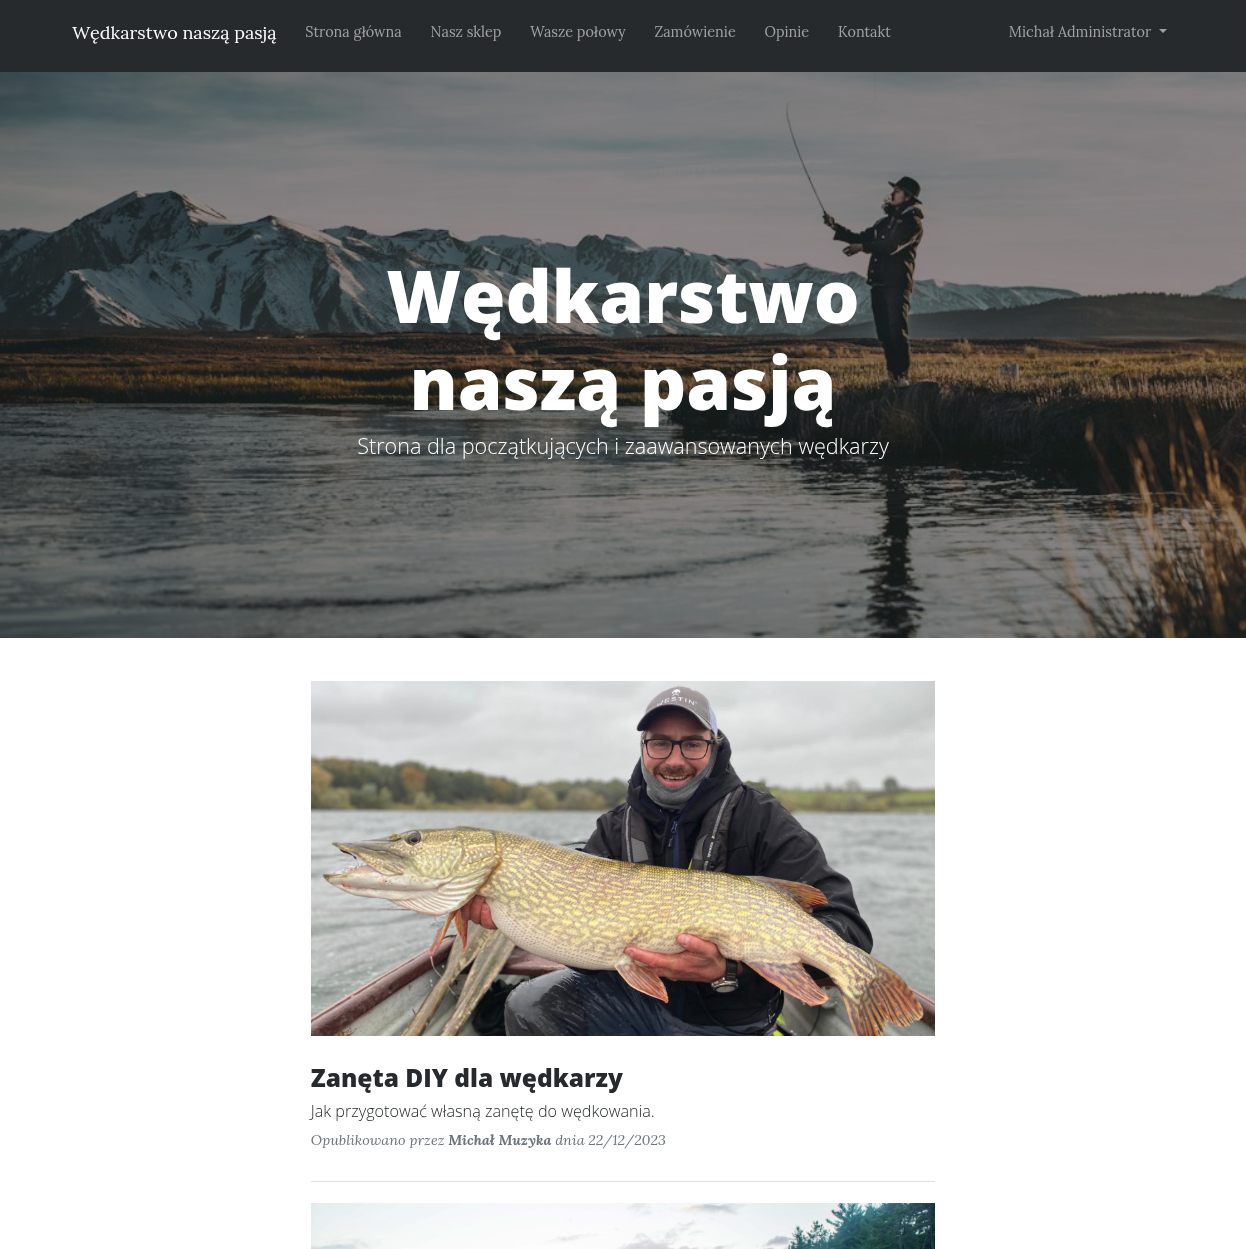 Wędkarstwo naszą pasją Strona główna Nasz sklep Wasze połowy Zamówienie Opinie Kontakt Michał Administrator
Wędkarstwo
naszą pasją
Strona dla początkujących i zaawansowanych wędkarzy
WESTIN
Zanęta DIY dla wędkarzy
Jak przygotować własną zanętę do wędkowania.
Opublikowano przez Michał Muzyka dnia 22/12/2023